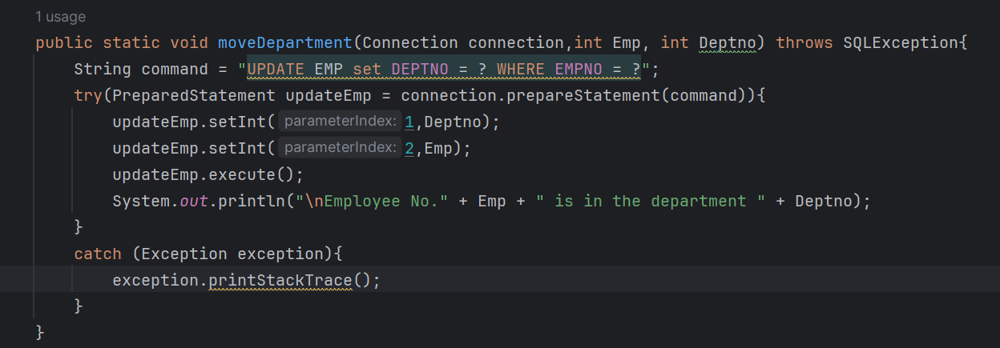 1 usage
public static void moveDepartment(Connection connection,int Emp, int Deptno) throws SQLException{
String command = "UPDATE EMP set DEPTNO = ? WHERE EMPNO = ?";
try(PreparedStatement updateEmp = connection.prepareStatement(command)){
updateEmp.setInt( parameterIndex: 1,Deptno);
updateEmp.setInt( parameterIndex: 2,Emp);
updateEmp.execute();
System.out.println("\nEmployee No." + Emp + " is in the department " + Deptno);
}
catch (Exception exception){
exception.printStackTrace();
}
}